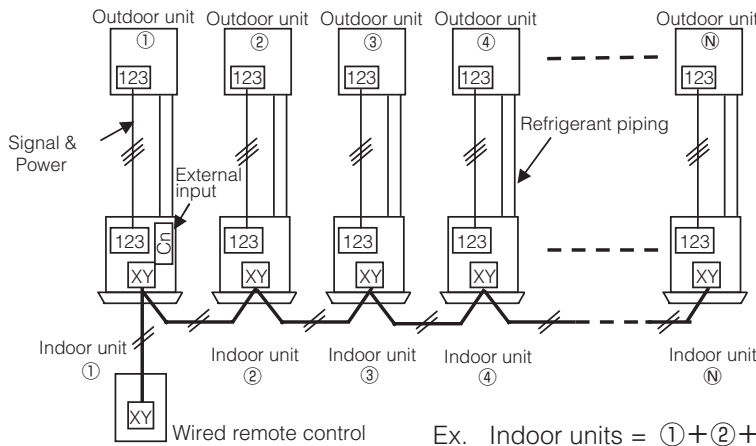 Outdoor unit Outdoor unit Outdoor unit Outdoor unit Outdoor unit
① ② ③ ④ Ⓝ
123 123 123 123 123
Signal &
Power
Refrigerant piping
External
input
123 Cn 123 123 123 123
XY XY XY XY XY
Indoor unit Indoor unit Indoor unit Indoor unit Indoor unit
① ② ③ ④ Ⓝ
XY
Wired remote control Ex. Indoor units = ①+②+